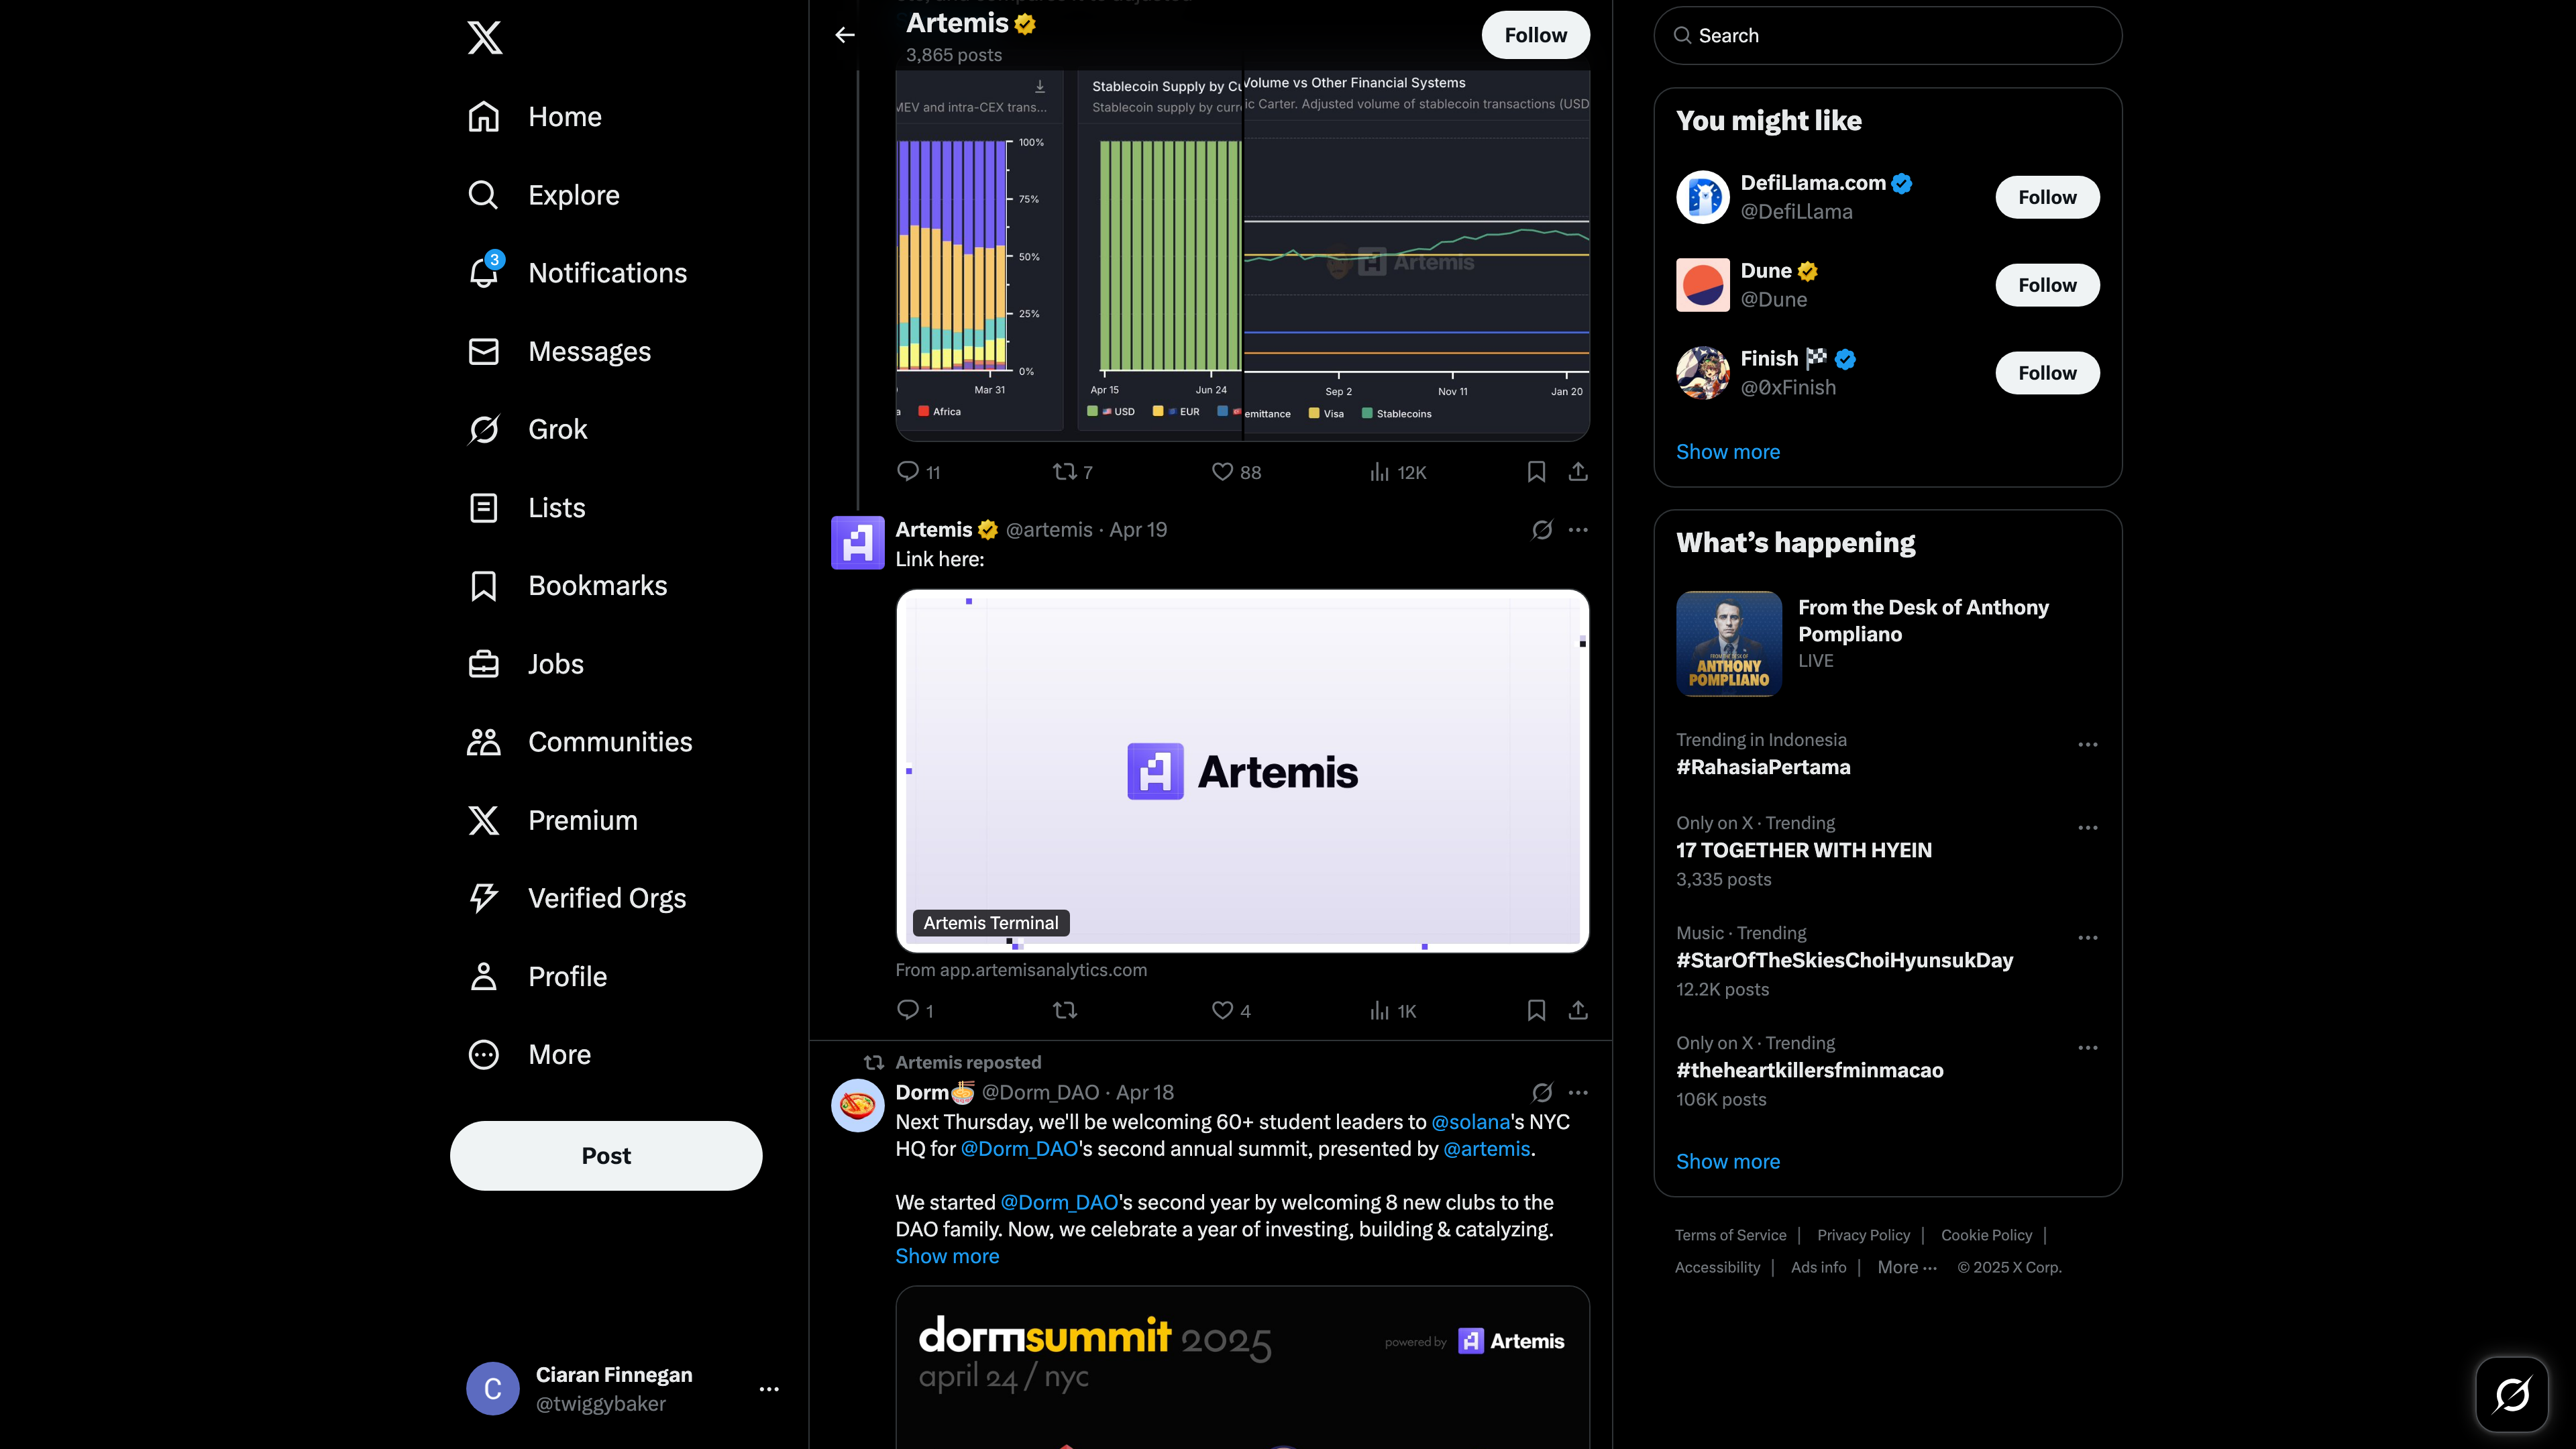 Home
Explore
3
Notifications
Messages
Grok
Lists
Bookmarks
Jobs
Communities
Premium
Verified Orgs
Profile
More
Post
C
Ciaran Finnegan
@twiggybaker
Artemis
3,865 posts
Follow
MEV and intra-CEX trans...
100%
75%
50%
25%
0%
Mar 31
Africa
Stablecoin Supply by Cu
Stablecoin supply by curre
Apr 15 Jun 24
USD EUR
Volume vs Other Financial Systems
ic Carter. Adjusted volume of stablecoin transactions (USD
Artemis
Sep 2 Nov 11 Jan 20
emittance Visa Stablecoins
11 7 88 12K
Artemis @artemis · Apr 19
Link here:
Artemis
Artemis Terminal
From app.artemisanalytics.com
1 4 1K
Artemis reposted
Dorm @Dorm_DAO · Apr 18
Next Thursday, we'll be welcoming 60+ student leaders to @solana's NYC
HQ for @Dorm_DAO's second annual summit, presented by @artemis.
We started @Dorm_DAO's second year by welcoming 8 new clubs to the
DAO family. Now, we celebrate a year of investing, building & catalyzing.
Show more
dormsummit 2025
april 24 / nyc
powered by Artemis
Search
You might like
DefiLlama.com
@DefiLlama
Follow
Dune
@Dune
Follow
Finish
@0xFinish
Follow
Show more
What's happening
FROM THE DESK OF
ANTHONY
POMPLIANO
From the Desk of Anthony
Pompliano
LIVE
Trending in Indonesia
#RahasiaPertama
Only on X · Trending
17 TOGETHER WITH HYEIN
3,335 posts
Music · Trending
#StarOfTheSkiesChoiHyunsukDay
12.2K posts
Only on X · Trending
#theheartkillersfminmacao
106K posts
Show more
Terms of Service | Privacy Policy | Cookie Policy |
Accessibility | Ads info | More ··· © 2025 X Corp.